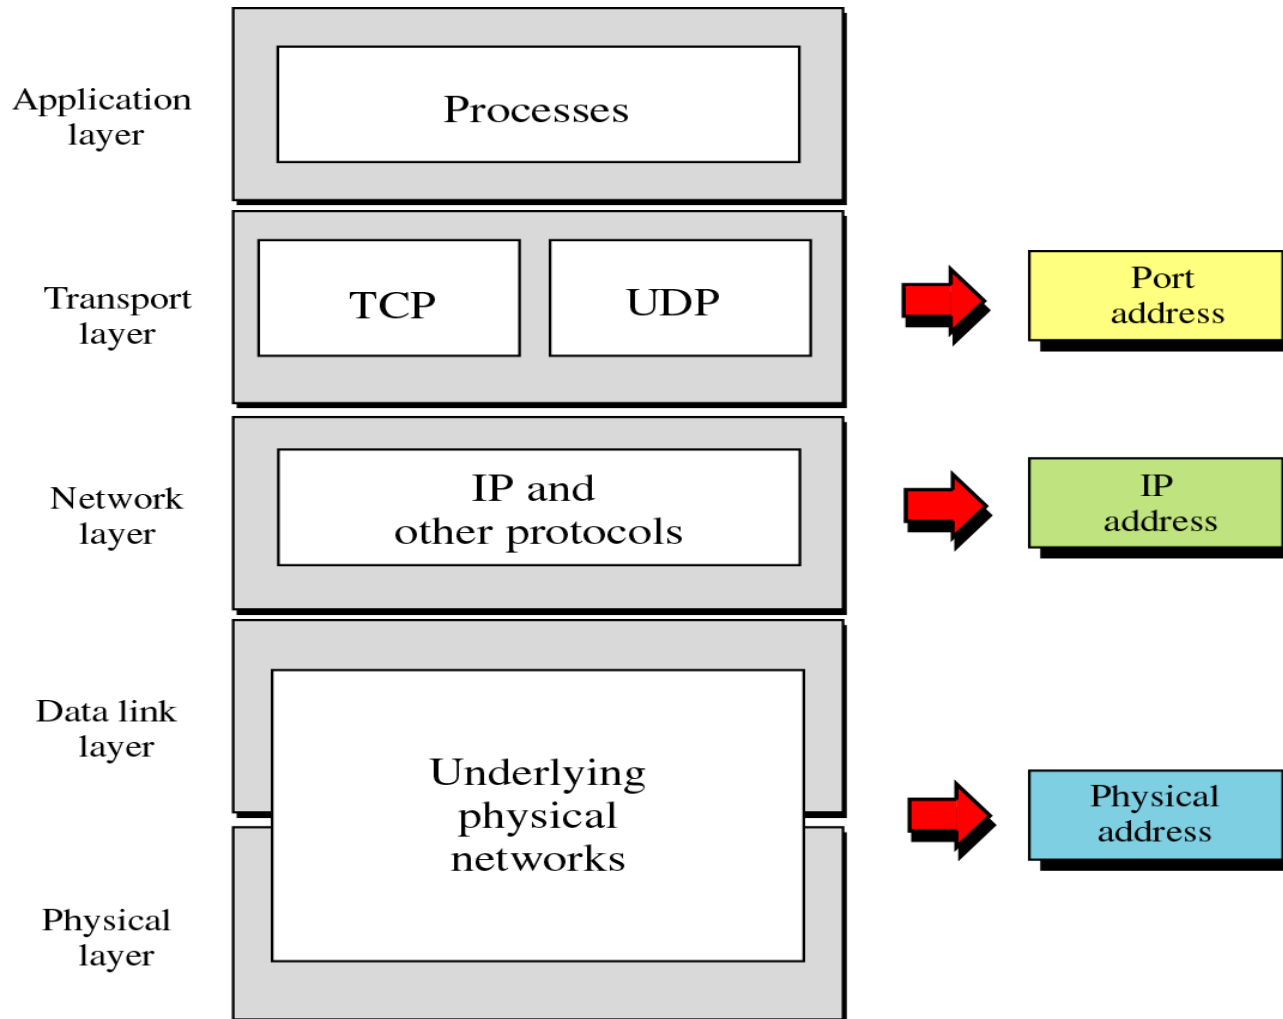 Application
layer
Processes
Transport
layer
TCP
UDP
Port
address
Network
layer
IP and
other protocols
IP
address
Data link
layer
Underlying
physical
networks
Physical
address
Physical
layer